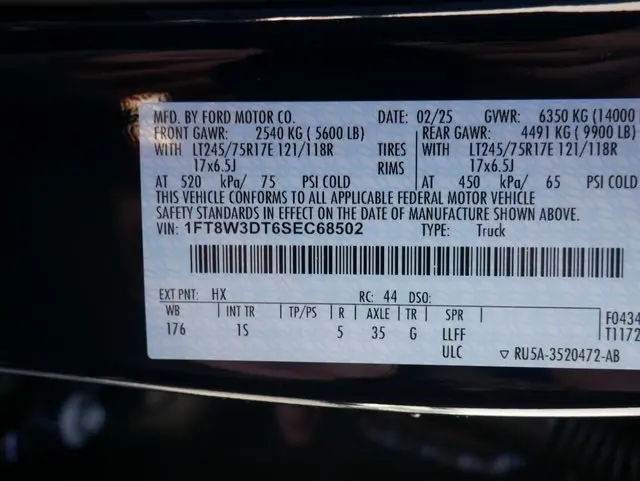 MFD. BY FORD MOTOR CO. DATE: 02/25 GVWR: 6350 KG (14000
FRONT GAWR: 2540 KG ( 5600 LB) REAR GAWR: 4491 KG ( 9900 LB)
WITH LT245/75R17E 121/118R TIRES WITH LT245/75R17E 121/118R
17x6.5J RIMS 17x6.5J
AT 520 kPa/ 75 PSI COLD AT 450 kPa/ 65 PSI COLD
THIS VEHICLE CONFORMS TO ALL APPLICABLE FEDERAL MOTOR VEHICLE
SAFETY STANDARDS IN EFFECT ON THE DATE OF MANUFACTURE SHOWN ABOVE.
VIN: 1FT8W3DT6SEC68502 TYPE: Truck
EXT PNT: HX RC: 44 DSO:
WB INT TR TP/PS R AXLE TR SPR F0434
176 1S 5 35 G LLFF T1172
ULC ▽ RU5A-3520472-AB